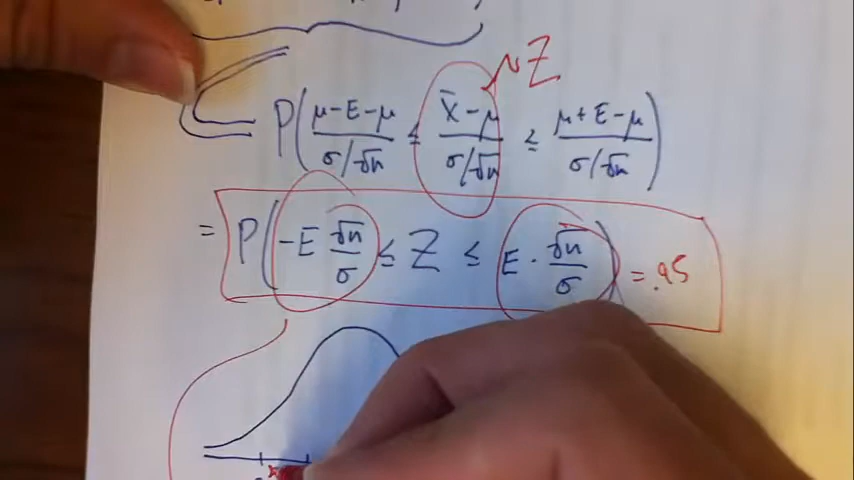 ~Z
P( (μ-E-μ)/(σ/√n) ≤ (X̄-μ)/(σ/√n) ≤ (μ+E-μ)/(σ/√n) )
= P( -E √n/σ ≤ Z ≤ E · √n/σ ) = .95